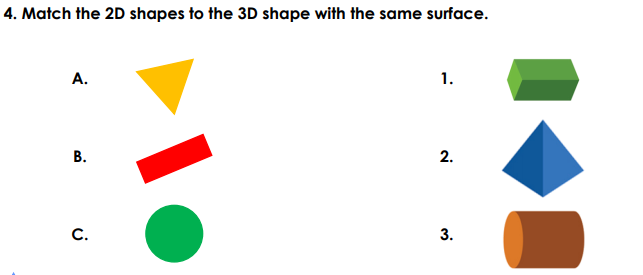 4. Match the 2D shapes to the 3D shape with the same surface.
A. 1.
B. 2.
C. 3.